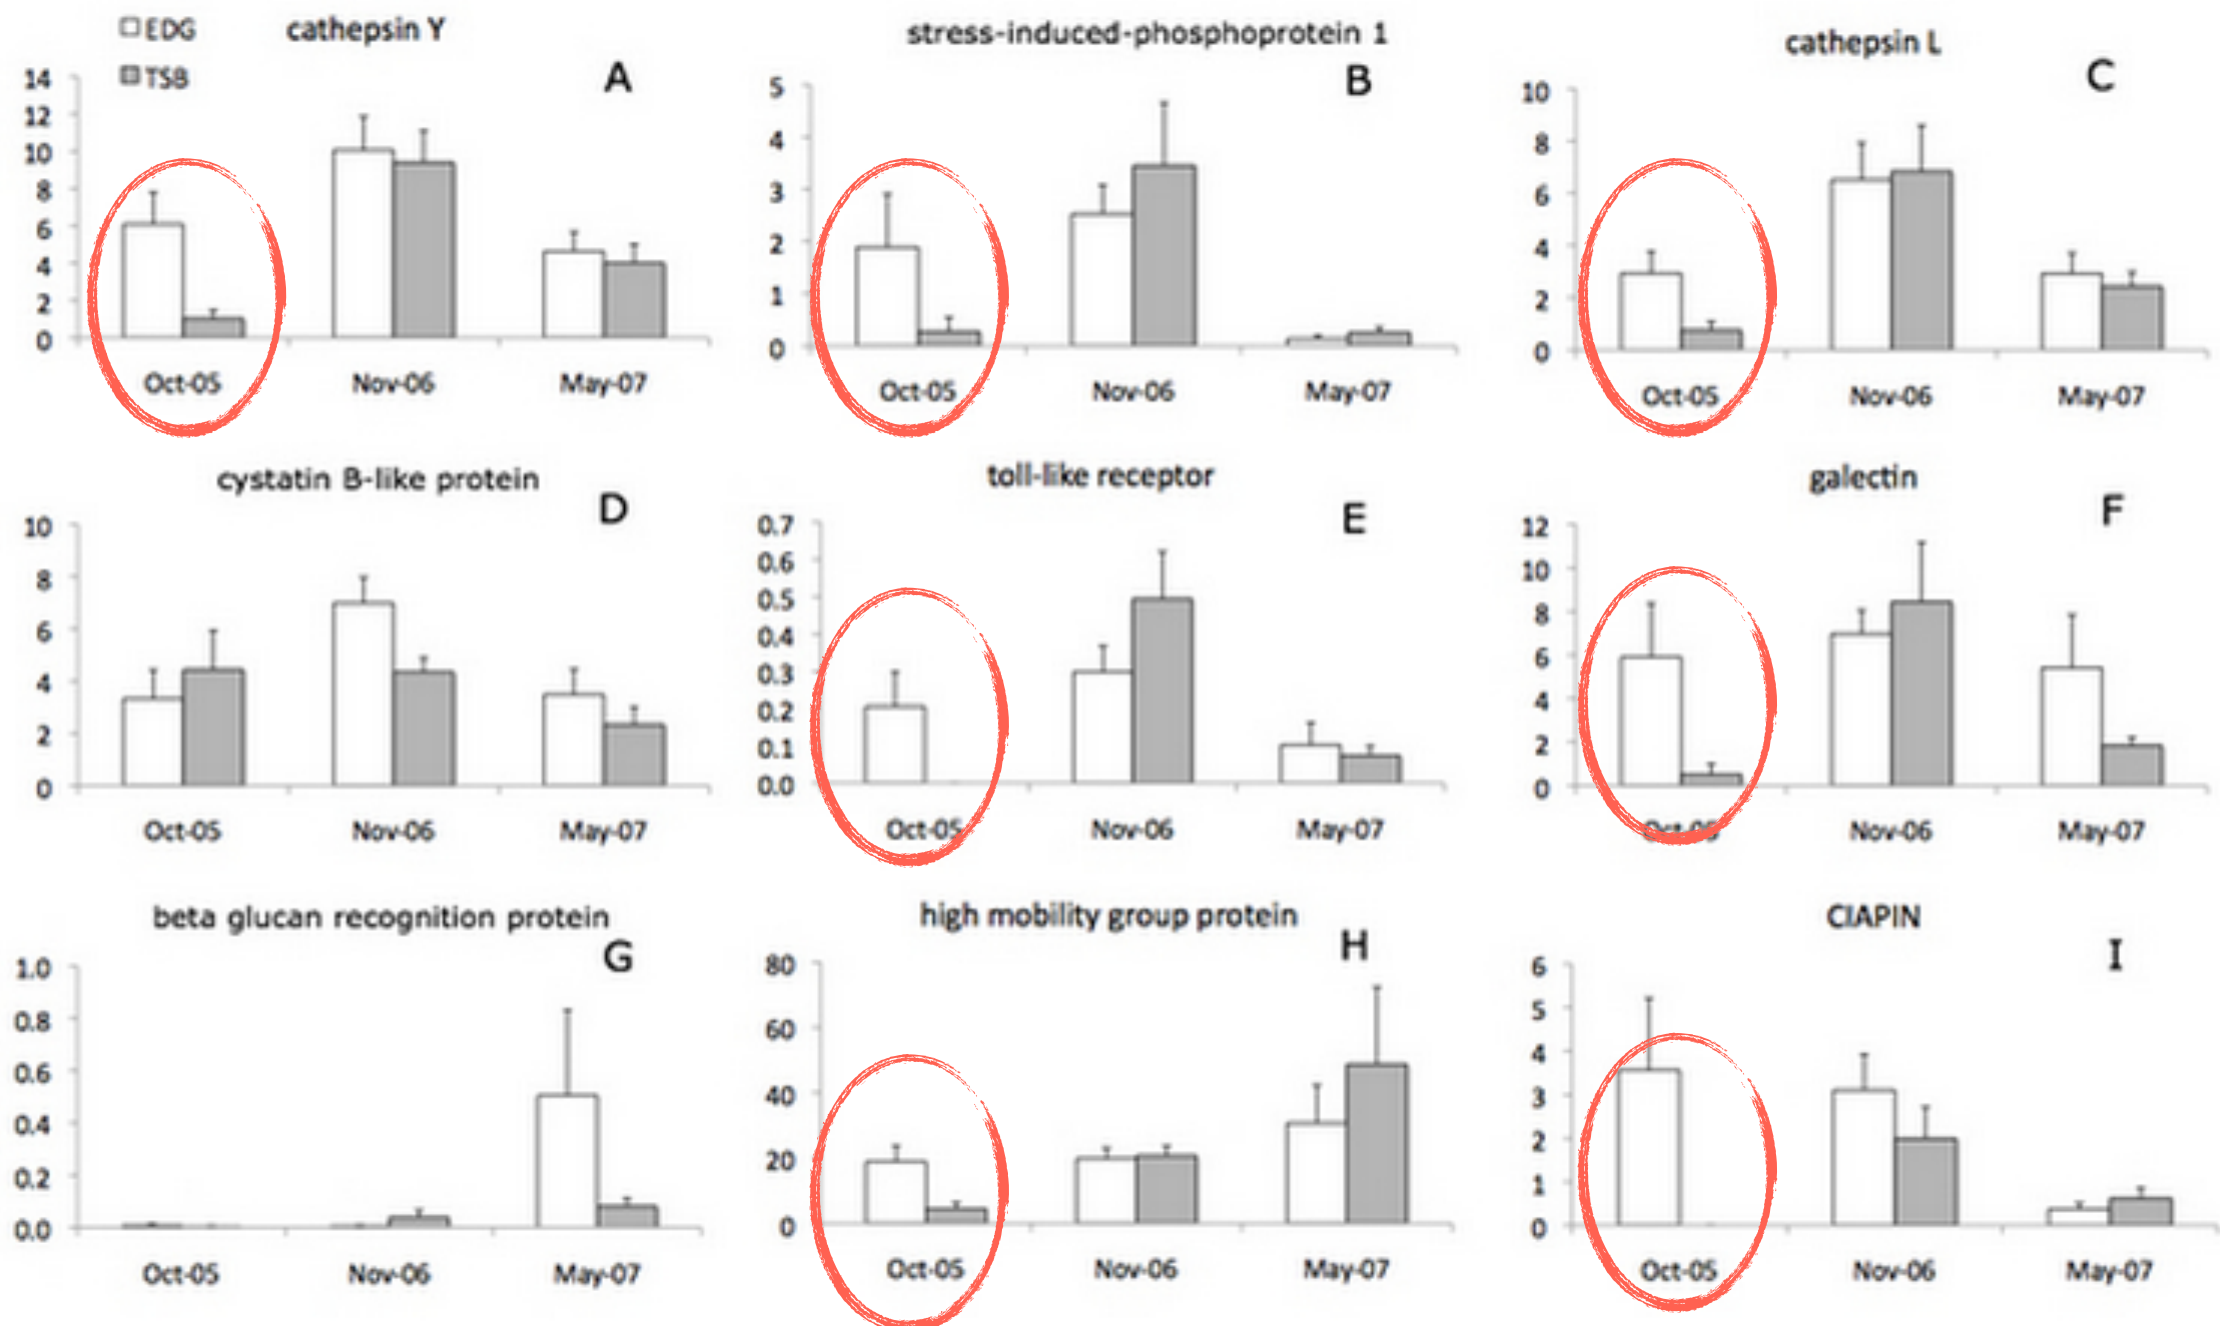 EDG
TSB
cathepsin Y
A
14
12
10
8
6
4
2
0
Oct-05 Nov-06 May-07
stress-induced-phosphoprotein 1
B
5
4
3
2
1
0
Oct-05 Nov-06 May-07
cathepsin L
C
10
8
6
4
2
0
Oct-05 Nov-06 May-07
cystatin B-like protein
D
10
8
6
4
2
0
Oct-05 Nov-06 May-07
toll-like receptor
E
0.7
0.6
0.5
0.4
0.3
0.2
0.1
0.0
Oct-05 Nov-06 May-07
galectin
F
12
10
8
6
4
2
0
Oct-05 Nov-06 May-07
beta glucan recognition protein
G
1.0
0.8
0.6
0.4
0.2
0.0
Oct-05 Nov-06 May-07
high mobility group protein
H
80
60
40
20
0
Oct-05 Nov-06 May-07
CIAPIN
I
6
5
4
3
2
1
0
Oct-05 Nov-06 May-07